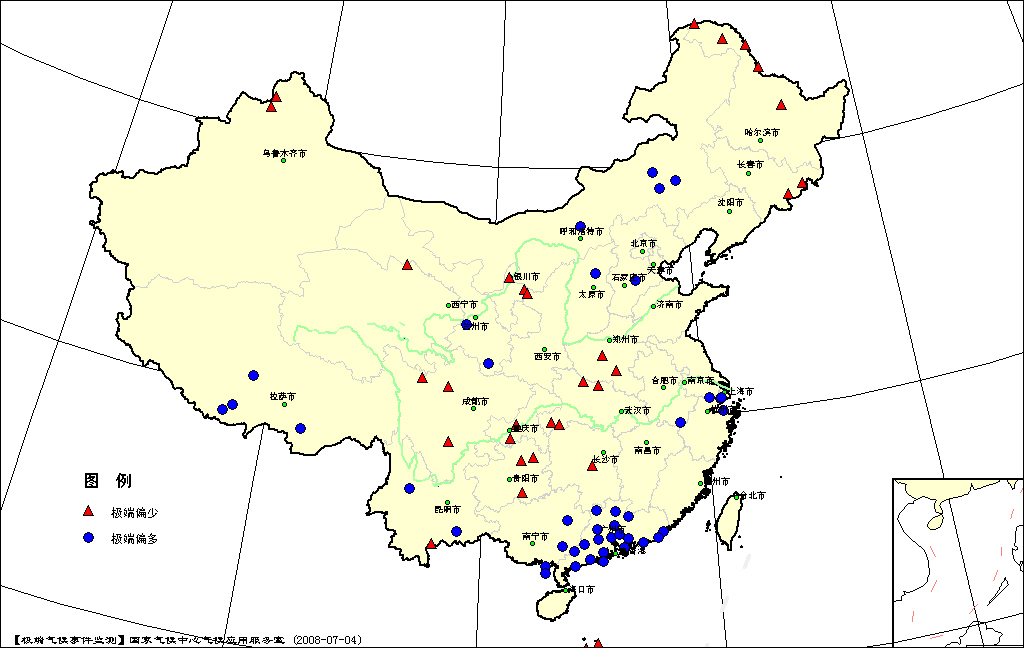 哈尔滨市
乌鲁木齐市
长春市
沈阳市
呼和浩特市
北京市
天津市
银川市
石家庄市
太原市
西宁市
济南市
兰州市
郑州市
西安市
合肥市
南京市
上海市
拉萨市
成都市
武汉市
重庆市
南昌市
长沙市
贵阳市
图 例
州市
台北市
极端偏少
昆明市
南宁市
极端偏多
海口市
【极端气候事件监测】国家气候中心气候应用服务室 (2008-07-04)